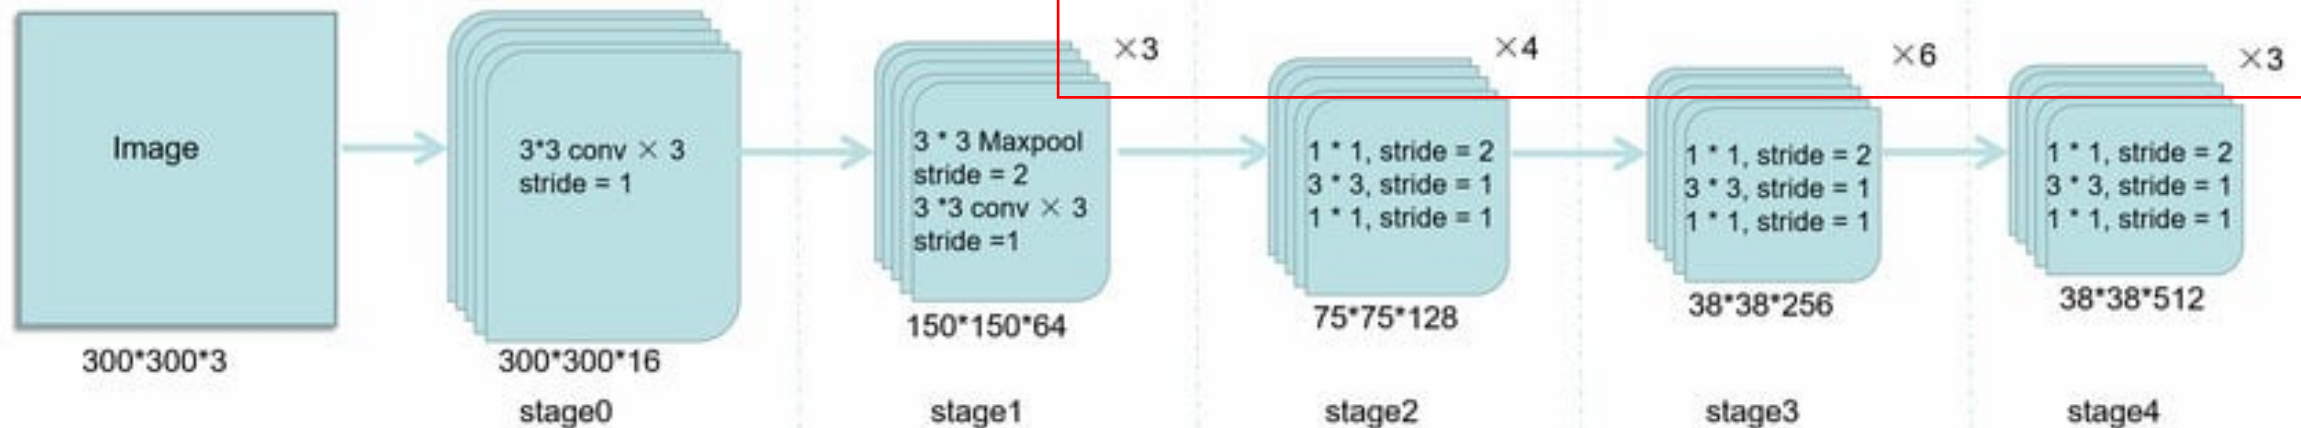 Image
300*300*3
3*3 conv × 3
stride = 1
300*300*16
stage0
×3
3 * 3 Maxpool
stride = 2
3 *3 conv × 3
stride =1
150*150*64
stage1
×4
1 * 1, stride = 2
3 * 3, stride = 1
1 * 1, stride = 1
75*75*128
stage2
×6
1 * 1, stride = 2
3 * 3, stride = 1
1 * 1, stride = 1
38*38*256
stage3
×3
1 * 1, stride = 2
3 * 3, stride = 1
1 * 1, stride = 1
38*38*512
stage4